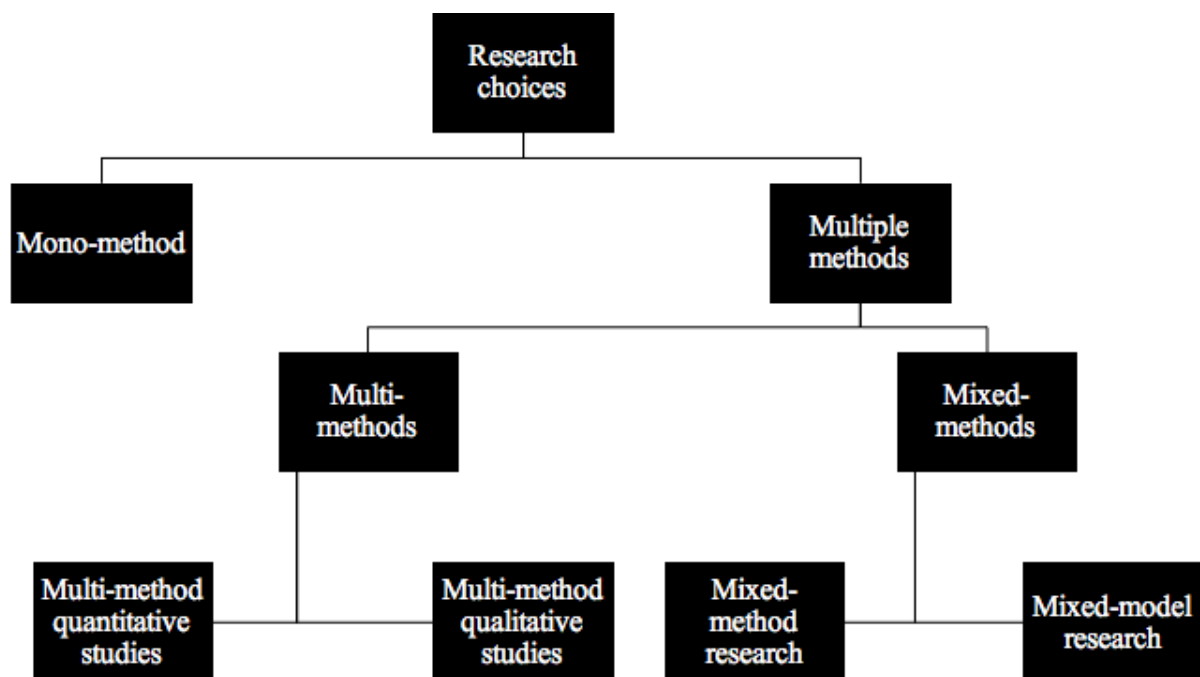 Research
choices
Mono-method
Multiple
methods
Multi-
methods
Mixed-
methods
Multi-method
quantitative
studies
Multi-method
qualitative
studies
Mixed-
method
research
Mixed-model
research